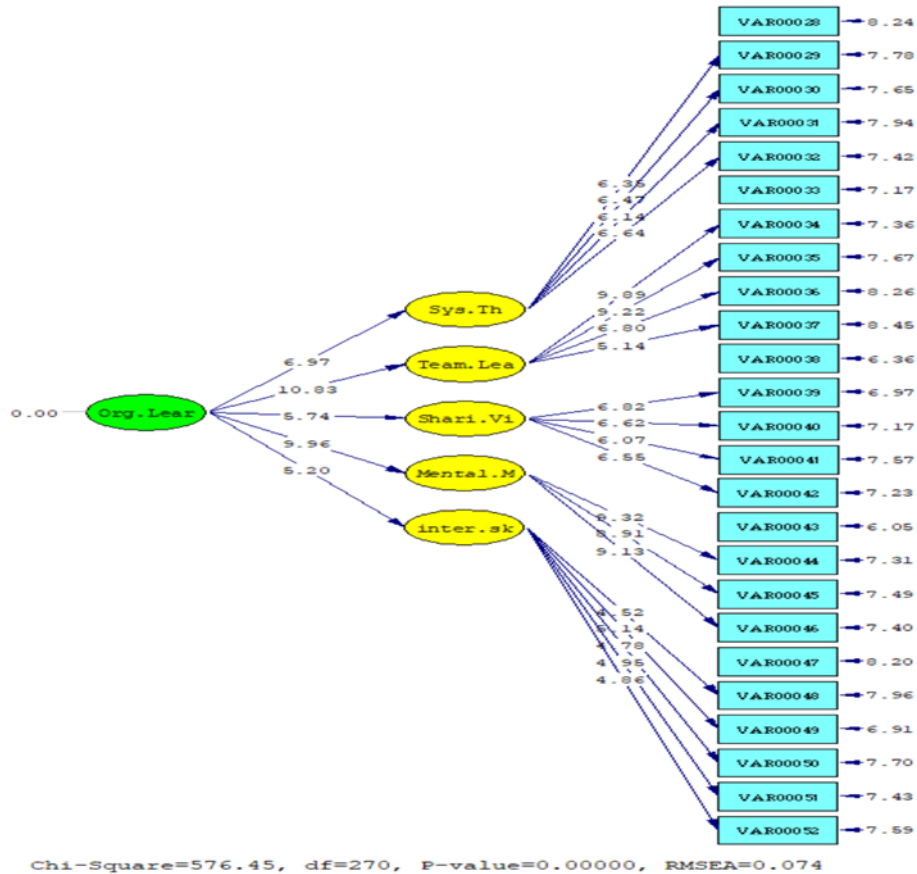 VAR00028 8.24
VAR00029 7.78
VAR00030 7.65
VAR00031 7.94
VAR00032 7.42
VAR00033 7.17
VAR00034 7.36
VAR00035 7.67
VAR00036 8.26
VAR00037 8.45
VAR00038 6.36
VAR00039 6.97
VAR00040 7.17
VAR00041 7.57
VAR00042 7.23
VAR00043 6.05
VAR00044 7.31
VAR00045 7.49
VAR00046 7.40
VAR00047 8.20
VAR00048 7.96
VAR00049 6.91
VAR00050 7.70
VAR00051 7.43
VAR00052 7.59
6.35
6.47
6.14
6.64
9.89
9.22
6.80
5.14
6.82
6.62
6.07
6.55
8.91
9.13
4.95
4.86
Sys.Th
Team.Lea
Shari.Vi
Mental.M
inter.sk
6.97
10.83
5.74
9.96
5.20
0.00 Org.Lear
Chi-Square=576.45, df=270, P-value=0.00000, RMSEA=0.074